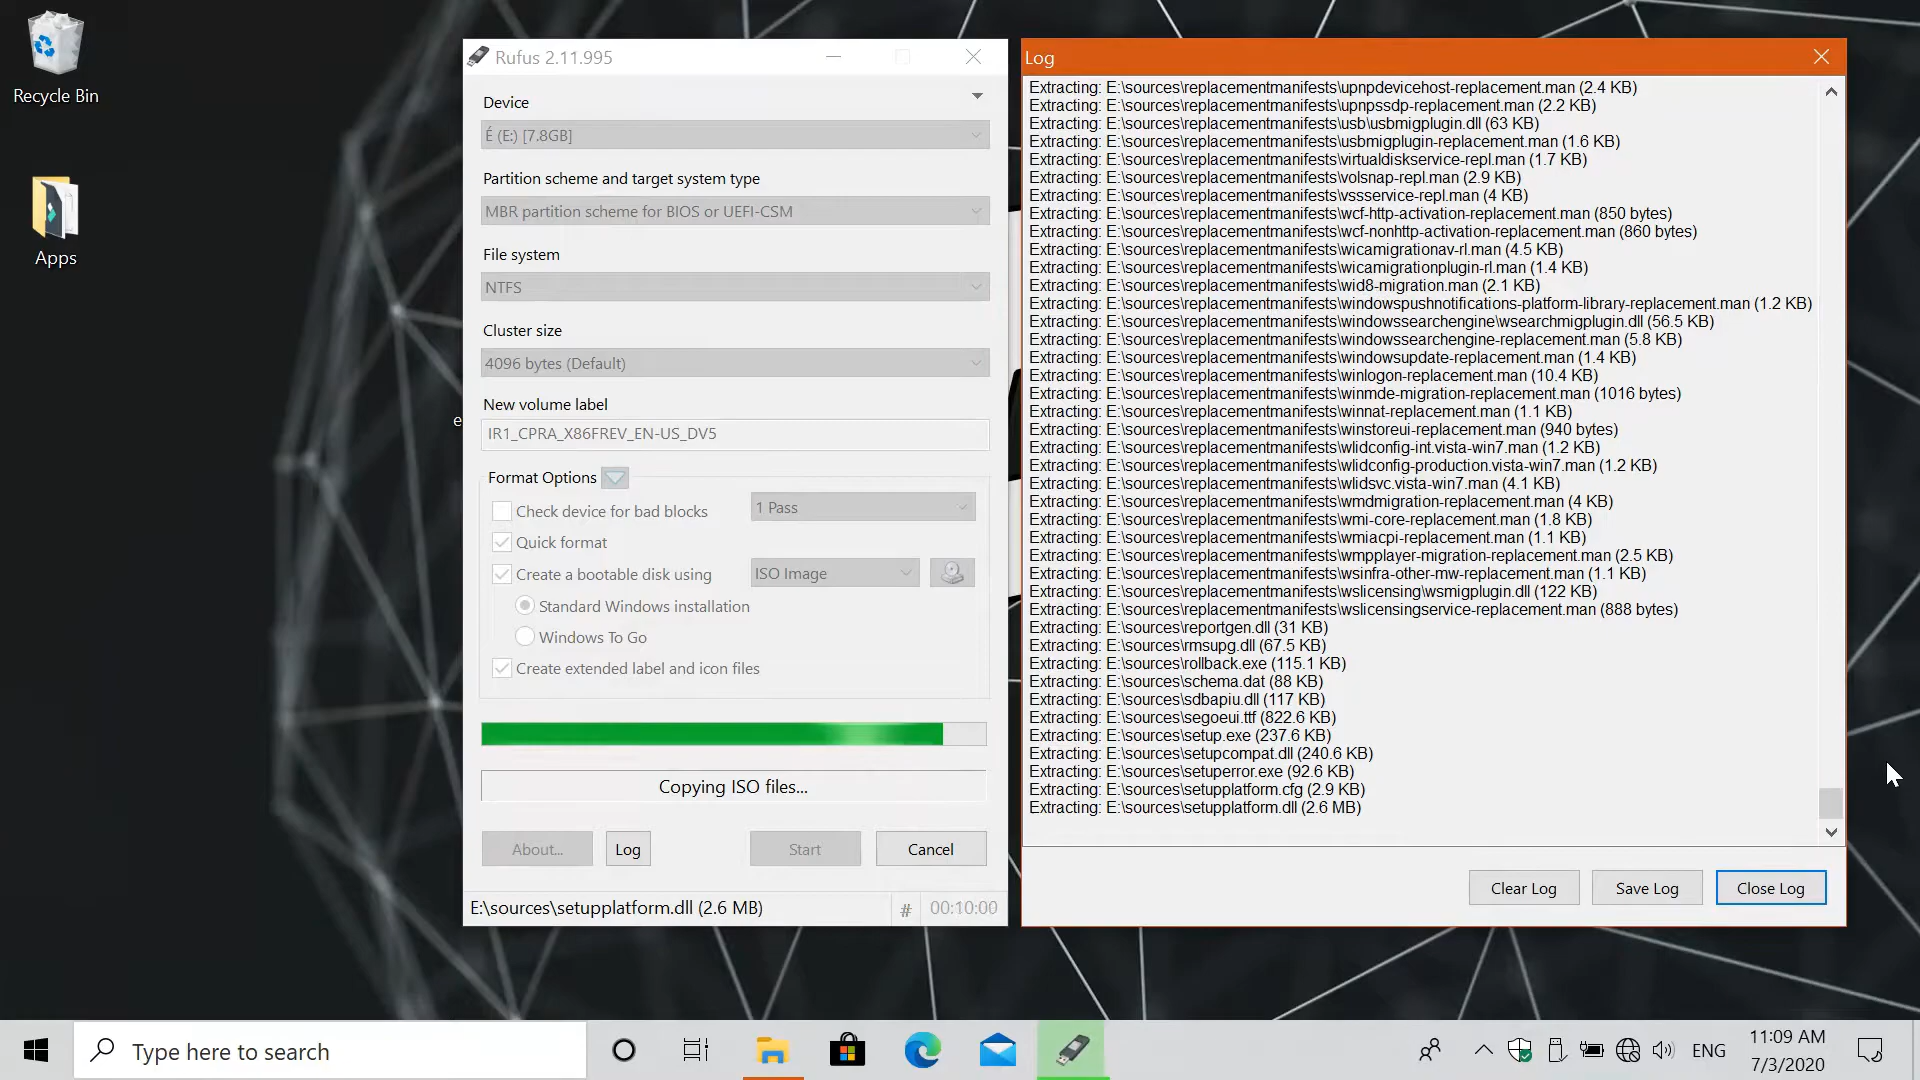 Recycle Bin
Apps
e
Rufus 2.11.995
Device
É (E:) [7.8GB]
Partition scheme and target system type
MBR partition scheme for BIOS or UEFI-CSM
File system
NTFS
Cluster size
4096 bytes (Default)
New volume label
IR1_CPRA_X86FREV_EN-US_DV5
Format Options
Check device for bad blocks
1 Pass
Quick format
Create a bootable disk using
ISO Image
Standard Windows installation
Windows To Go
Create extended label and icon files
Copying ISO files...
About...
Log
Start
Cancel
E:\sources\setupplatform.dll (2.6 MB)
#
00:10:00
Log
Extracting: E:\sources\replacementmanifests\upnpdevicehost-replacement.man (2.4 KB)
Extracting: E:\sources\replacementmanifests\upnpssdp-replacement.man (2.2 KB)
Extracting: E:\sources\replacementmanifests\usb\usbmigplugin.dll (63 KB)
Extracting: E:\sources\replacementmanifests\usbmigplugin-replacement.man (1.6 KB)
Extracting: E:\sources\replacementmanifests\virtualdiskservice-repl.man (1.7 KB)
Extracting: E:\sources\replacementmanifests\volsnap-repl.man (2.9 KB)
Extracting: E:\sources\replacementmanifests\vssservice-repl.man (4 KB)
Extracting: E:\sources\replacementmanifests\wcf-http-activation-replacement.man (850 bytes)
Extracting: E:\sources\replacementmanifests\wcf-nonhttp-activation-replacement.man (860 bytes)
Extracting: E:\sources\replacementmanifests\wicamigrationav-rl.man (4.5 KB)
Extracting: E:\sources\replacementmanifests\wicamigrationplugin-rl.man (1.4 KB)
Extracting: E:\sources\replacementmanifests\wid8-migration.man (2.1 KB)
Extracting: E:\sources\replacementmanifests\windowspushnotifications-platform-library-replacement.man (1.2 KB)
Extracting: E:\sources\replacementmanifests\windowssearchengine\wsearchmigplugin.dll (56.5 KB)
Extracting: E:\sources\replacementmanifests\windowssearchengine-replacement.man (5.8 KB)
Extracting: E:\sources\replacementmanifests\windowsupdate-replacement.man (1.4 KB)
Extracting: E:\sources\replacementmanifests\winlogon-replacement.man (10.4 KB)
Extracting: E:\sources\replacementmanifests\winmde-migration-replacement.man (1016 bytes)
Extracting: E:\sources\replacementmanifests\winnat-replacement.man (1.1 KB)
Extracting: E:\sources\replacementmanifests\winstoreui-replacement.man (940 bytes)
Extracting: E:\sources\replacementmanifests\wlidconfig-int.vista-win7.man (1.2 KB)
Extracting: E:\sources\replacementmanifests\wlidconfig-production.vista-win7.man (1.2 KB)
Extracting: E:\sources\replacementmanifests\wlidsvc.vista-win7.man (4.1 KB)
Extracting: E:\sources\replacementmanifests\wmdmigration-replacement.man (4 KB)
Extracting: E:\sources\replacementmanifests\wmi-core-replacement.man (1.8 KB)
Extracting: E:\sources\replacementmanifests\wmiacpi-replacement.man (1.1 KB)
Extracting: E:\sources\replacementmanifests\wmpplayer-migration-replacement.man (2.5 KB)
Extracting: E:\sources\replacementmanifests\wsinfra-other-mw-replacement.man (1.1 KB)
Extracting: E:\sources\replacementmanifests\wslicensing\wsmigplugin.dll (122 KB)
Extracting: E:\sources\replacementmanifests\wslicensingservice-replacement.man (888 bytes)
Extracting: E:\sources\reportgen.dll (31 KB)
Extracting: E:\sources\rmsupg.dll (67.5 KB)
Extracting: E:\sources\rollback.exe (115.1 KB)
Extracting: E:\sources\schema.dat (88 KB)
Extracting: E:\sources\sdbapiu.dll (117 KB)
Extracting: E:\sources\segoeui.ttf (822.6 KB)
Extracting: E:\sources\setup.exe (237.6 KB)
Extracting: E:\sources\setupcompat.dll (240.6 KB)
Extracting: E:\sources\setuperror.exe (92.6 KB)
Extracting: E:\sources\setupplatform.cfg (2.9 KB)
Extracting: E:\sources\setupplatform.dll (2.6 MB)
Clear Log
Save Log
Close Log
Type here to search
ENG
11:09 AM
7/3/2020